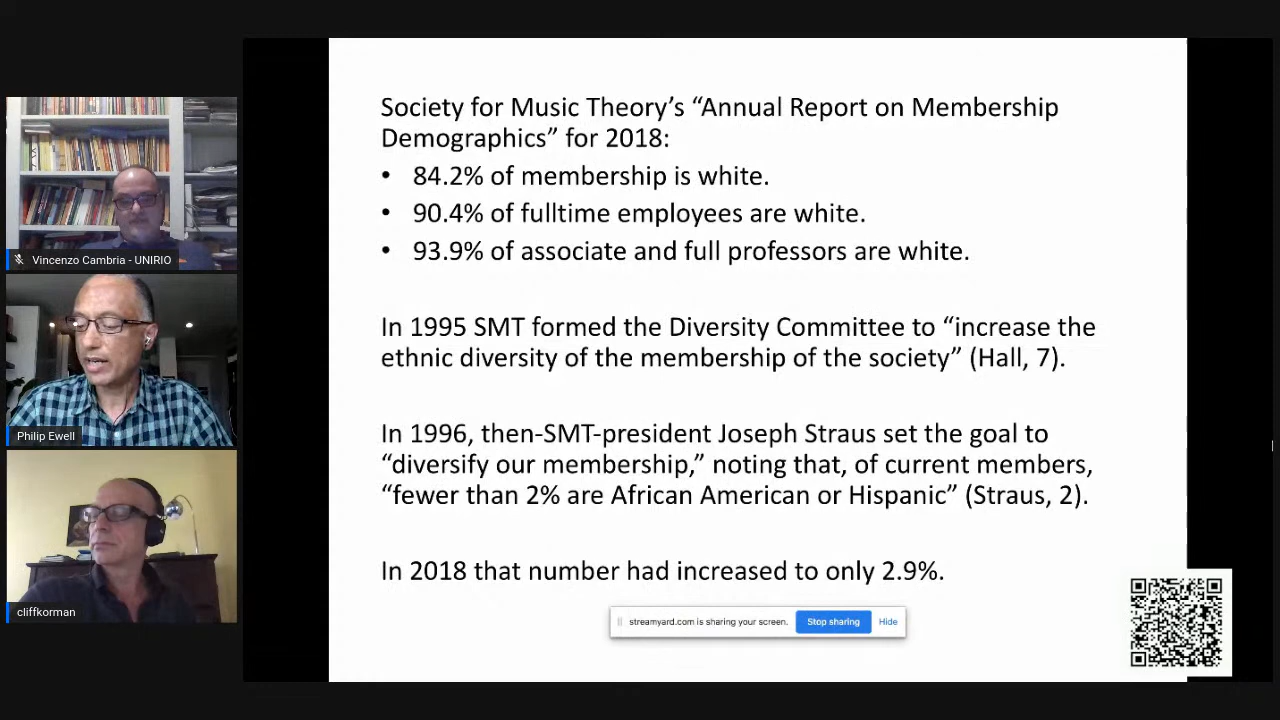 Society for Music Theory’s “Annual Report on Membership
Demographics” for 2018:
• 84.2% of membership is white.
• 90.4% of fulltime employees are white.
• 93.9% of associate and full professors are white.
In 1995 SMT formed the Diversity Committee to “increase the
ethnic diversity of the membership of the society” (Hall, 7).
In 1996, then-SMT-president Joseph Straus set the goal to
“diversify our membership,” noting that, of current members,
“fewer than 2% are African American or Hispanic” (Straus, 2).
In 2018 that number had increased to only 2.9%.
streamyard.com is sharing your screen. Stop sharing Hide
Vincenzo Cambria - UNIRIO
Philip Ewell
cliffkorman